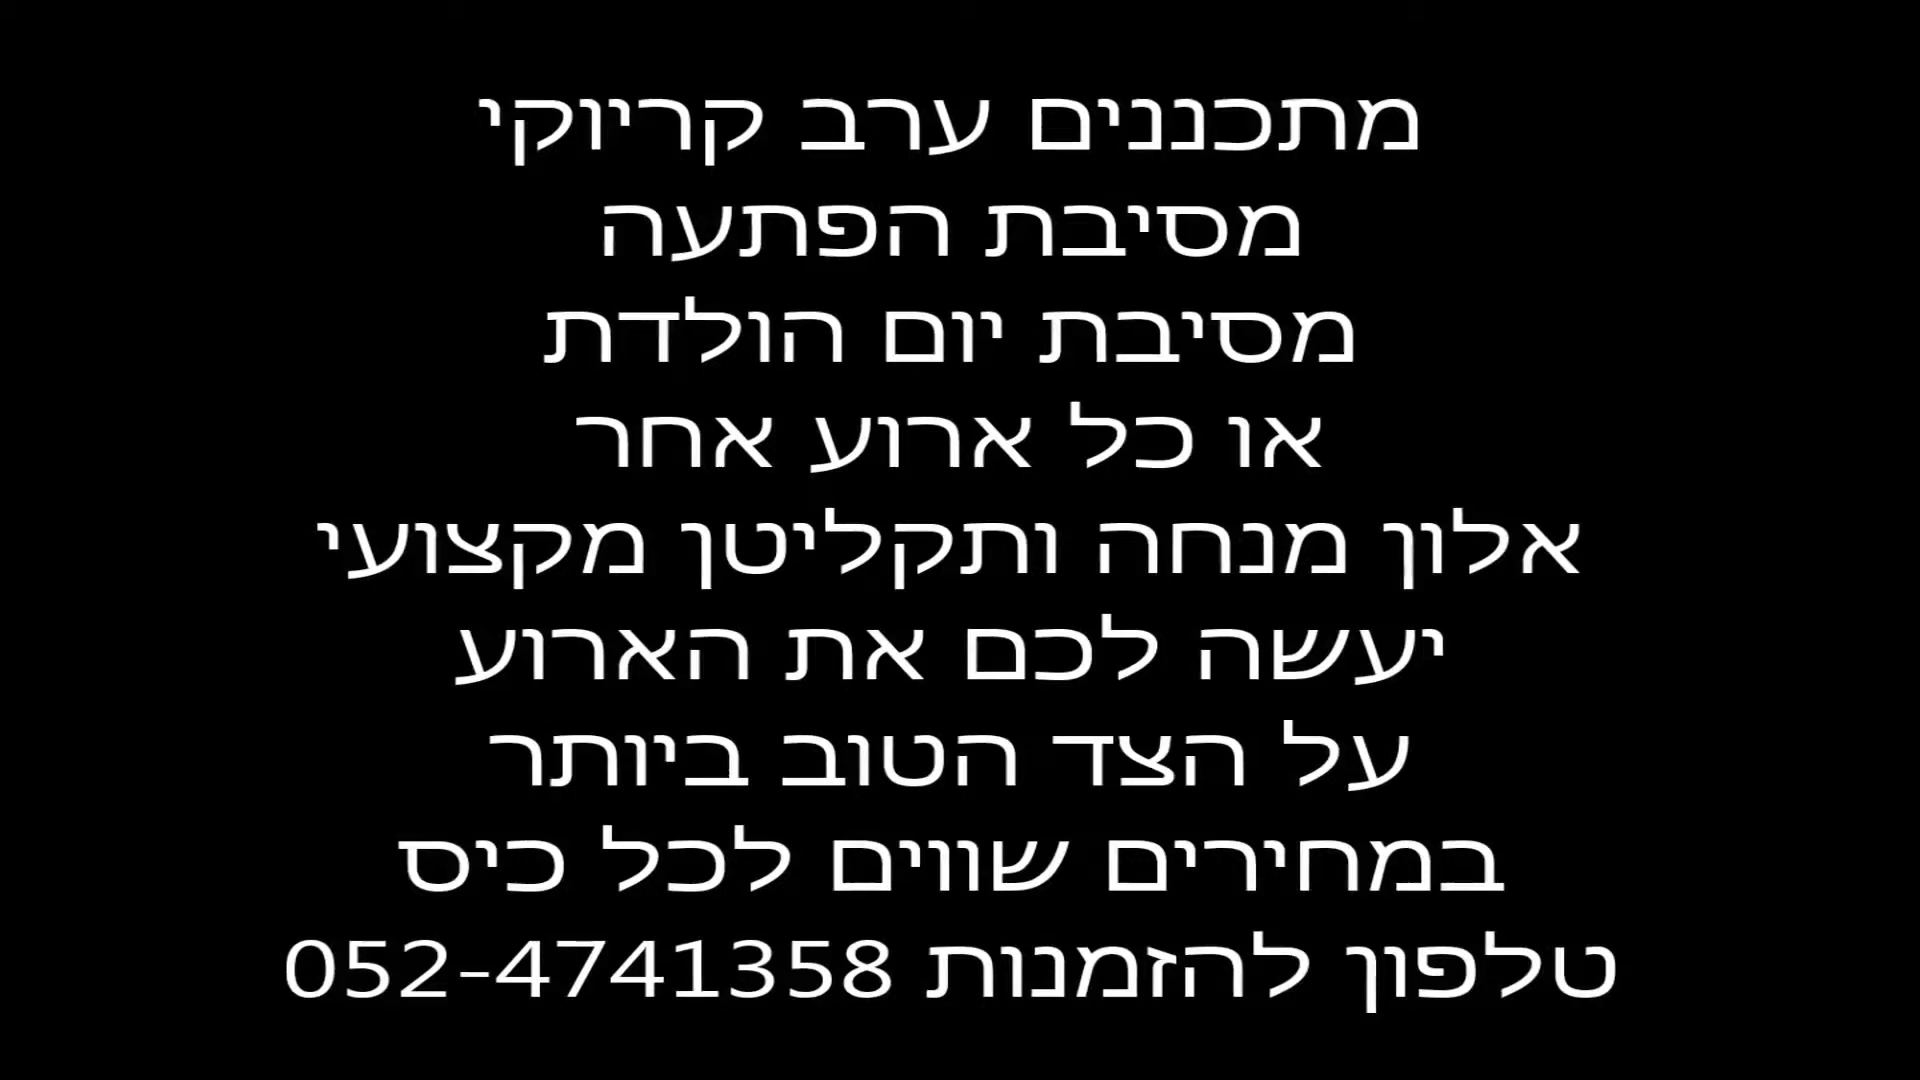 מתכננים ערב קריוקי
מסיבת הפתעה
מסיבת יום הולדת
או כל ארוע אחר
אלון מנחה ותקליטן מקצועי
יעשה לכם את הארוע
על הצד הטוב ביותר
במחירים שווים לכל כיס
טלפון להזמנות 052-4741358